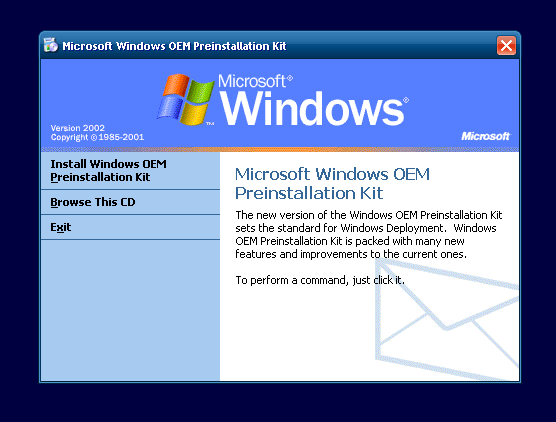 Microsoft Windows OEM Preinstallation Kit
Microsoft®
Windows®
TM
Version 2002
Copyright © 1985-2001
Microsoft
Install Windows OEM
Preinstallation Kit
Browse This CD
Exit
Microsoft Windows OEM
Preinstallation Kit
The new version of the Windows OEM Preinstallation Kit
sets the standard for Windows Deployment.  Windows
OEM Preinstallation Kit is packed with many new
features and improvements to the current ones.
To perform a command, just click it.